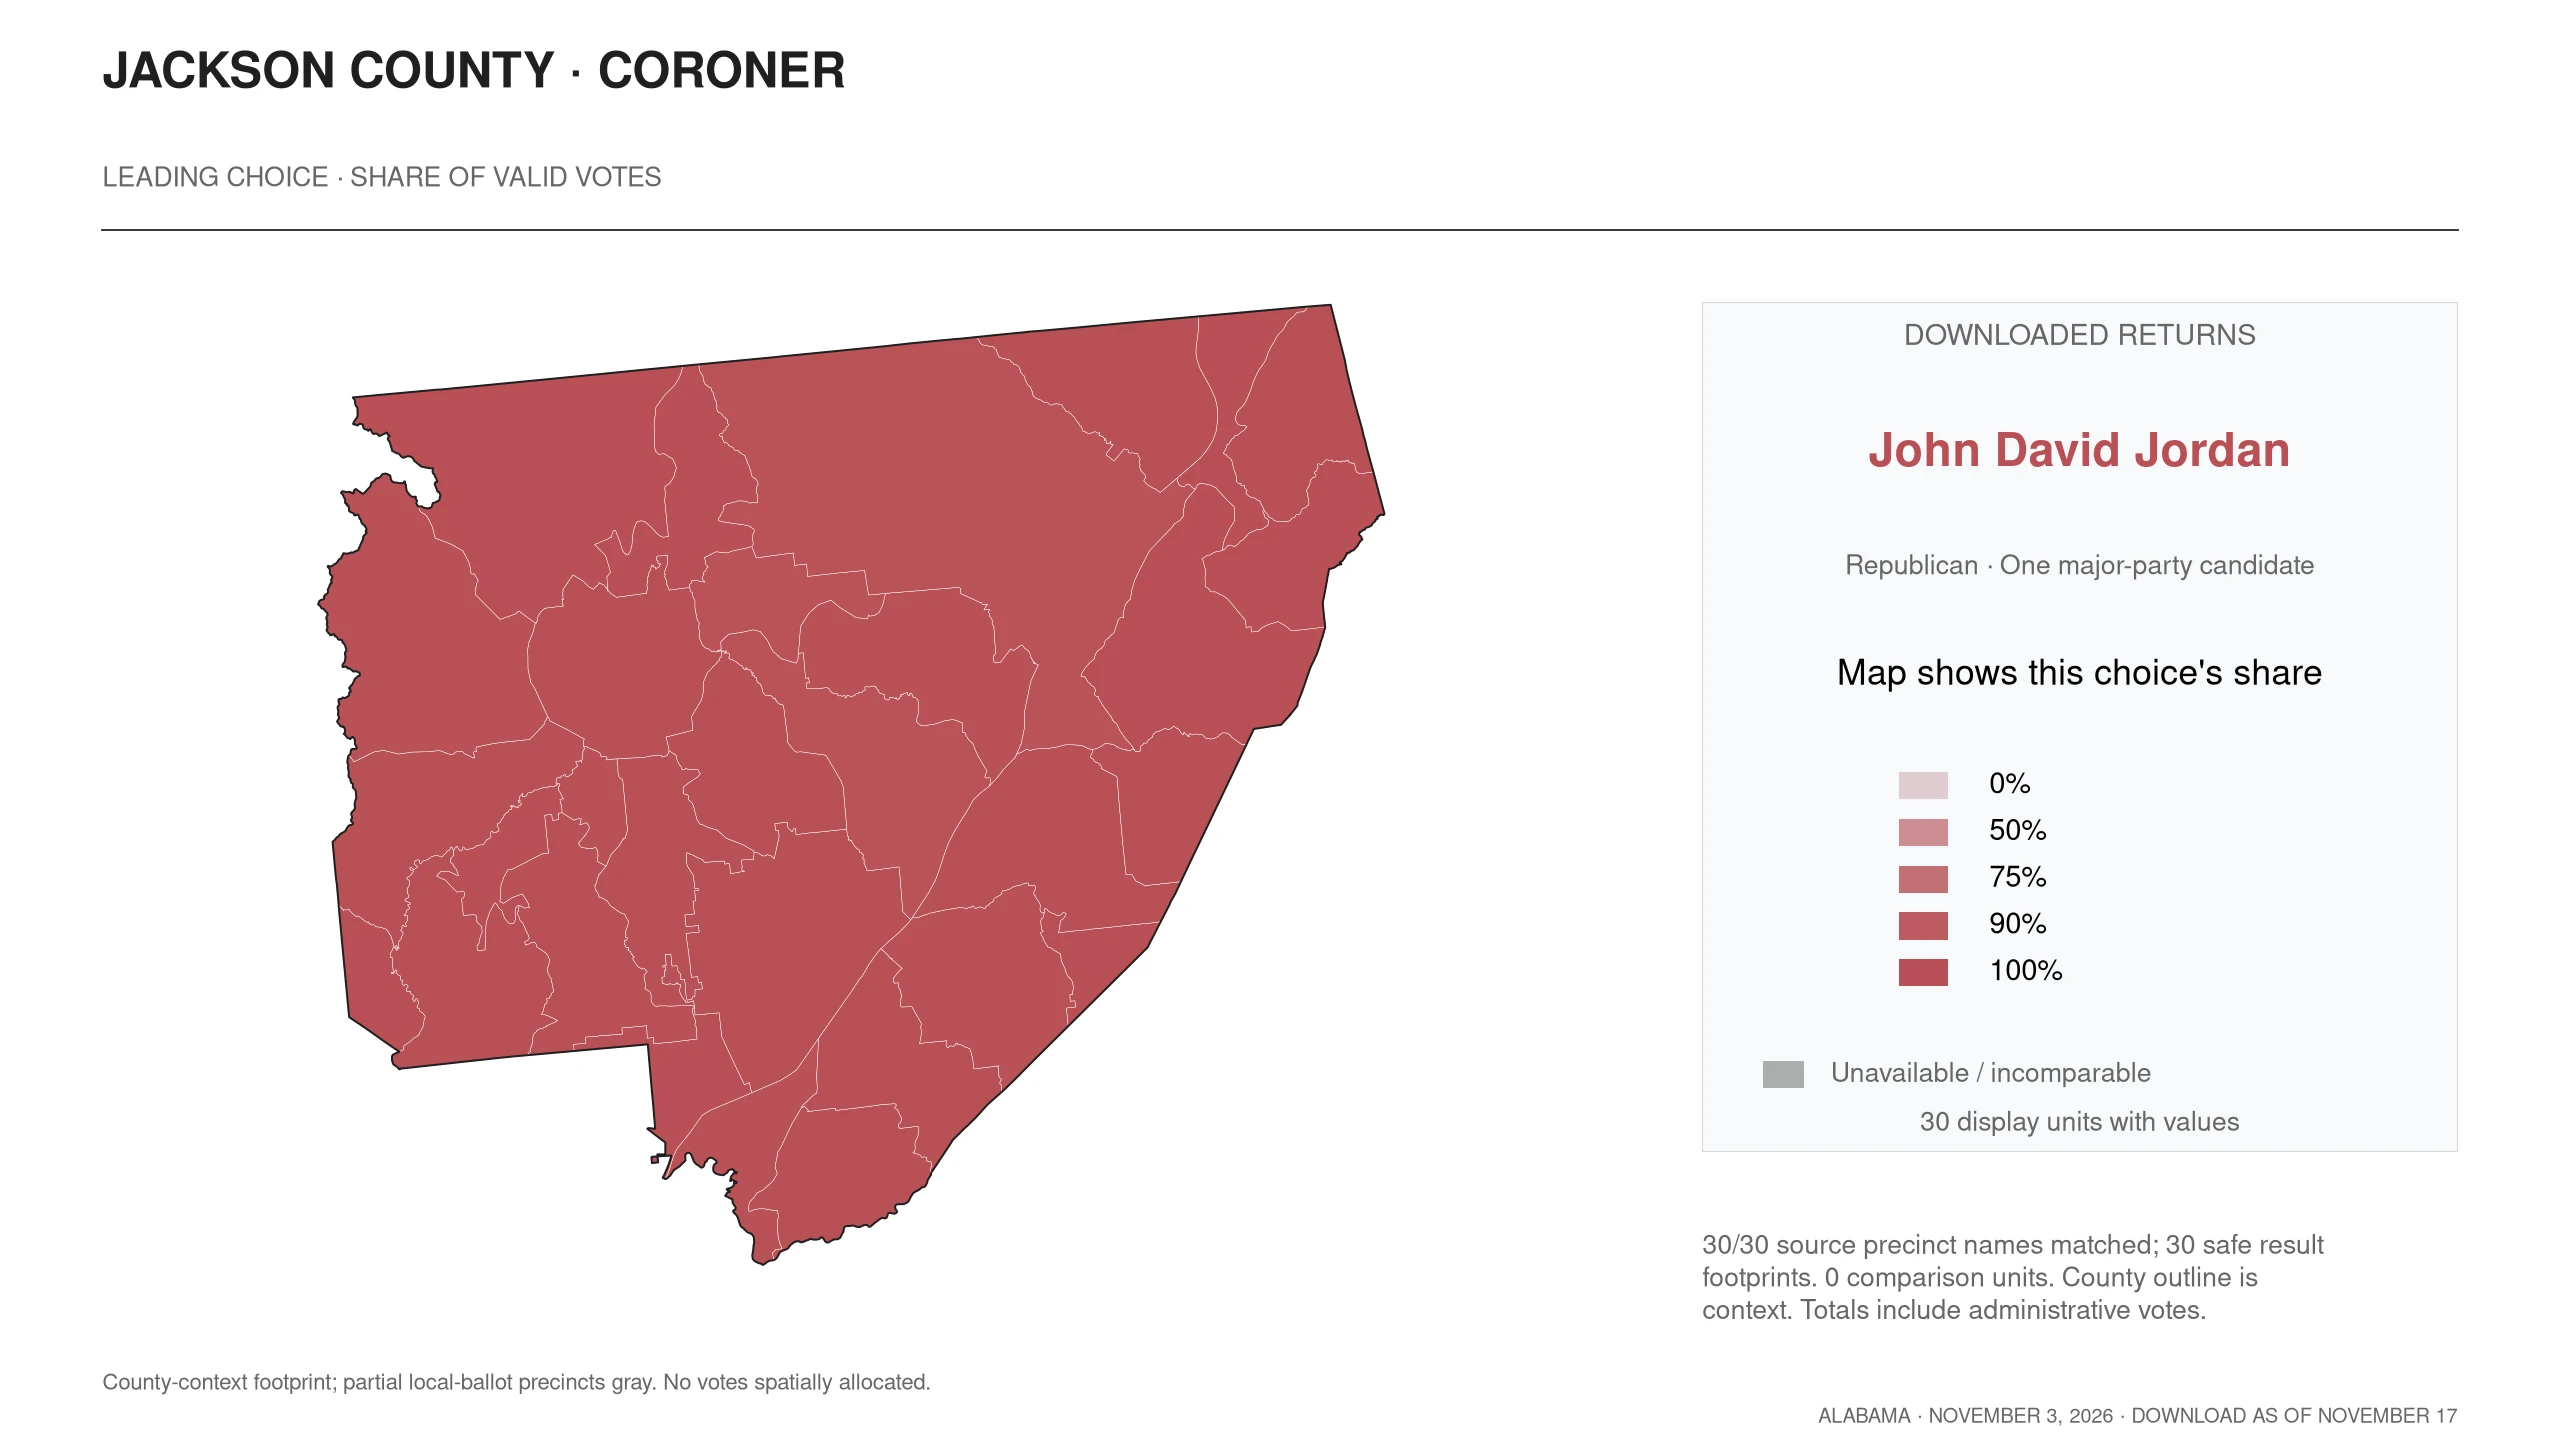 JACKSON COUNTY · CORONER
LEADING CHOICE · SHARE OF VALID VOTES
DOWNLOADED RETURNS
John David Jordan
Republican · One major-party candidate
Map shows this choice's share
0%
50%
75%
90%
100%
Unavailable / incomparable
30 display units with values
30/30 source precinct names matched; 30 safe result
footprints. 0 comparison units. County outline is
context. Totals include administrative votes.
County-context footprint; partial local-ballot precincts gray. No votes spatially allocated.
ALABAMA · NOVEMBER 3, 2026 · DOWNLOAD AS OF NOVEMBER 17